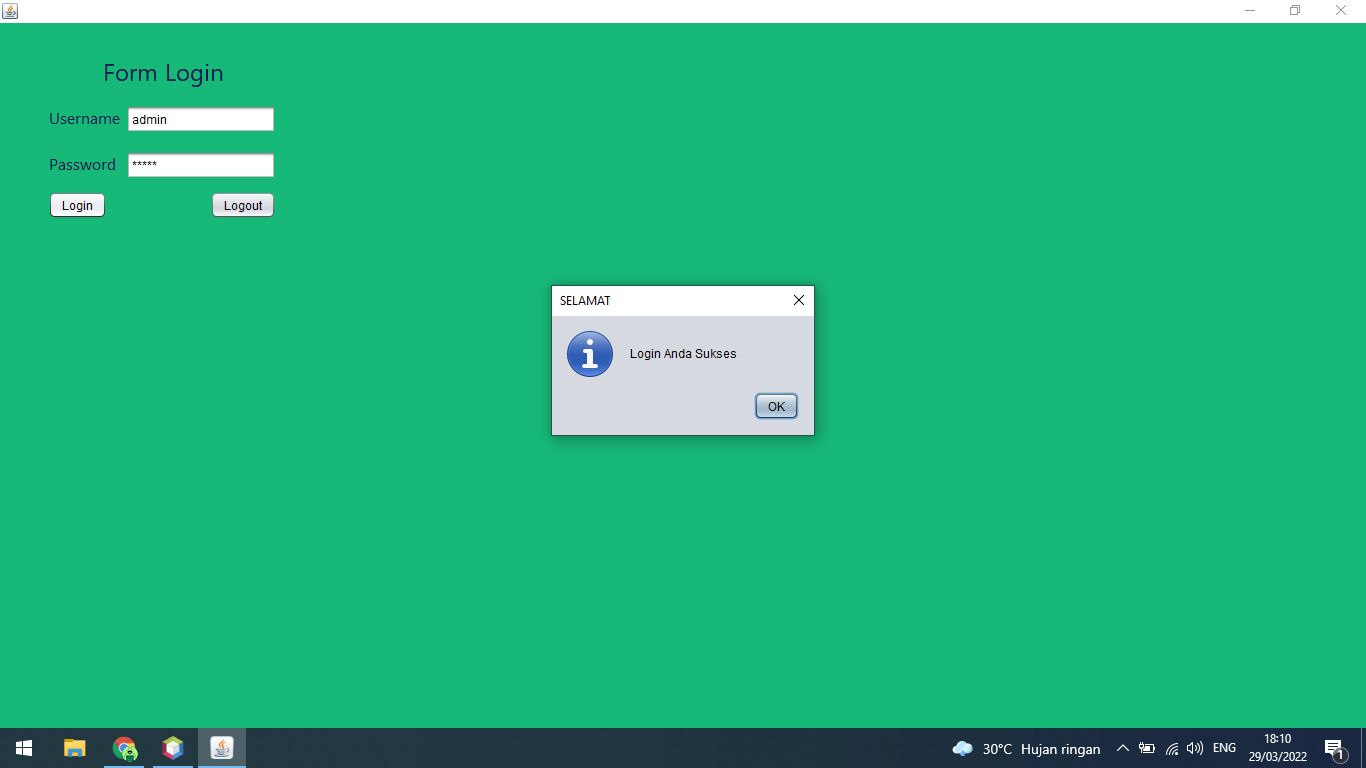 Form Login
Username admin
Password *****
Login Logout
SELAMAT
Login Anda Sukses
OK
30°C Hujan ringan ENG 18:10
29/03/2022
1